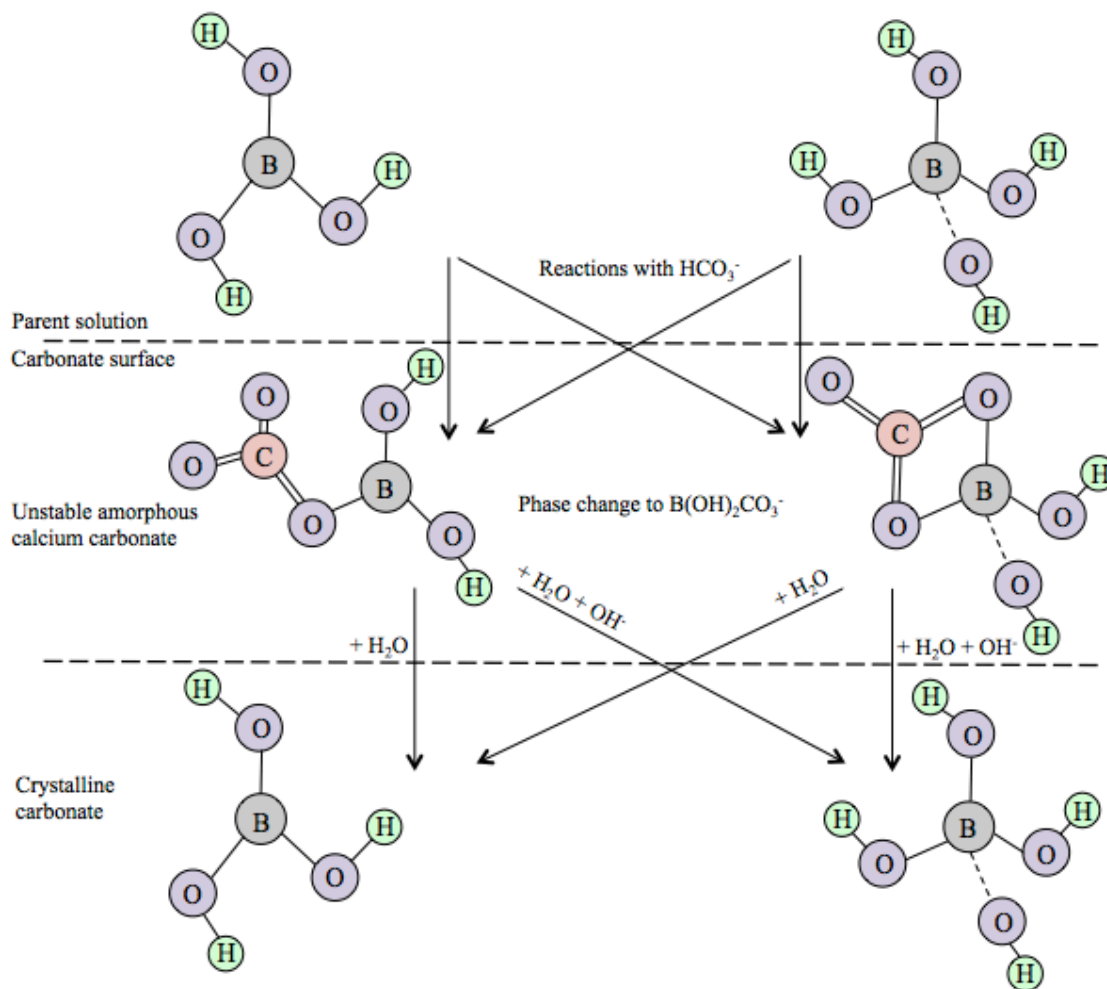 H
H
O
O
B
H
H
B
H
O
O
O
O
O
H
H
Reactions with HCO₃⁻
Parent solution
Carbonate surface
H
O
O
O
O
C
C
O
B
O
O
B
H
O
O
O
H
O
H
Unstable amorphous
calcium carbonate
Phase change to B(OH)₂CO₃⁻
+ H₂O + OH⁻
+ H₂O
+ H₂O
+ H₂O + OH⁻
H
H
O
O
Crystalline
carbonate
B
H
O
O
H
H
B
H
O
O
O
H